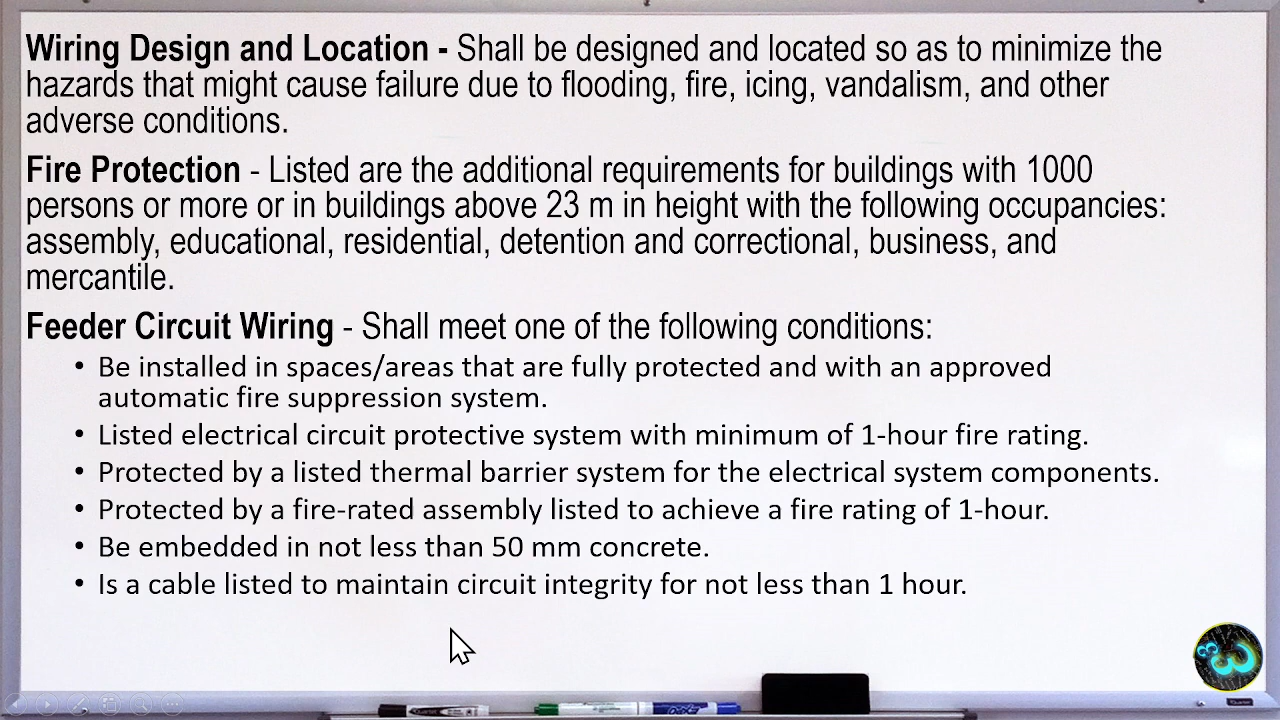 Wiring Design and Location - Shall be designed and located so as to minimize the
hazards that might cause failure due to flooding, fire, icing, vandalism, and other
adverse conditions.
Fire Protection - Listed are the additional requirements for buildings with 1000
persons or more or in buildings above 23 m in height with the following occupancies:
assembly, educational, residential, detention and correctional, business, and
mercantile.
Feeder Circuit Wiring - Shall meet one of the following conditions:
• Be installed in spaces/areas that are fully protected and with an approved
automatic fire suppression system.
• Listed electrical circuit protective system with minimum of 1-hour fire rating.
• Protected by a listed thermal barrier system for the electrical system components.
• Protected by a fire-rated assembly listed to achieve a fire rating of 1-hour.
• Be embedded in not less than 50 mm concrete.
• Is a cable listed to maintain circuit integrity for not less than 1 hour.